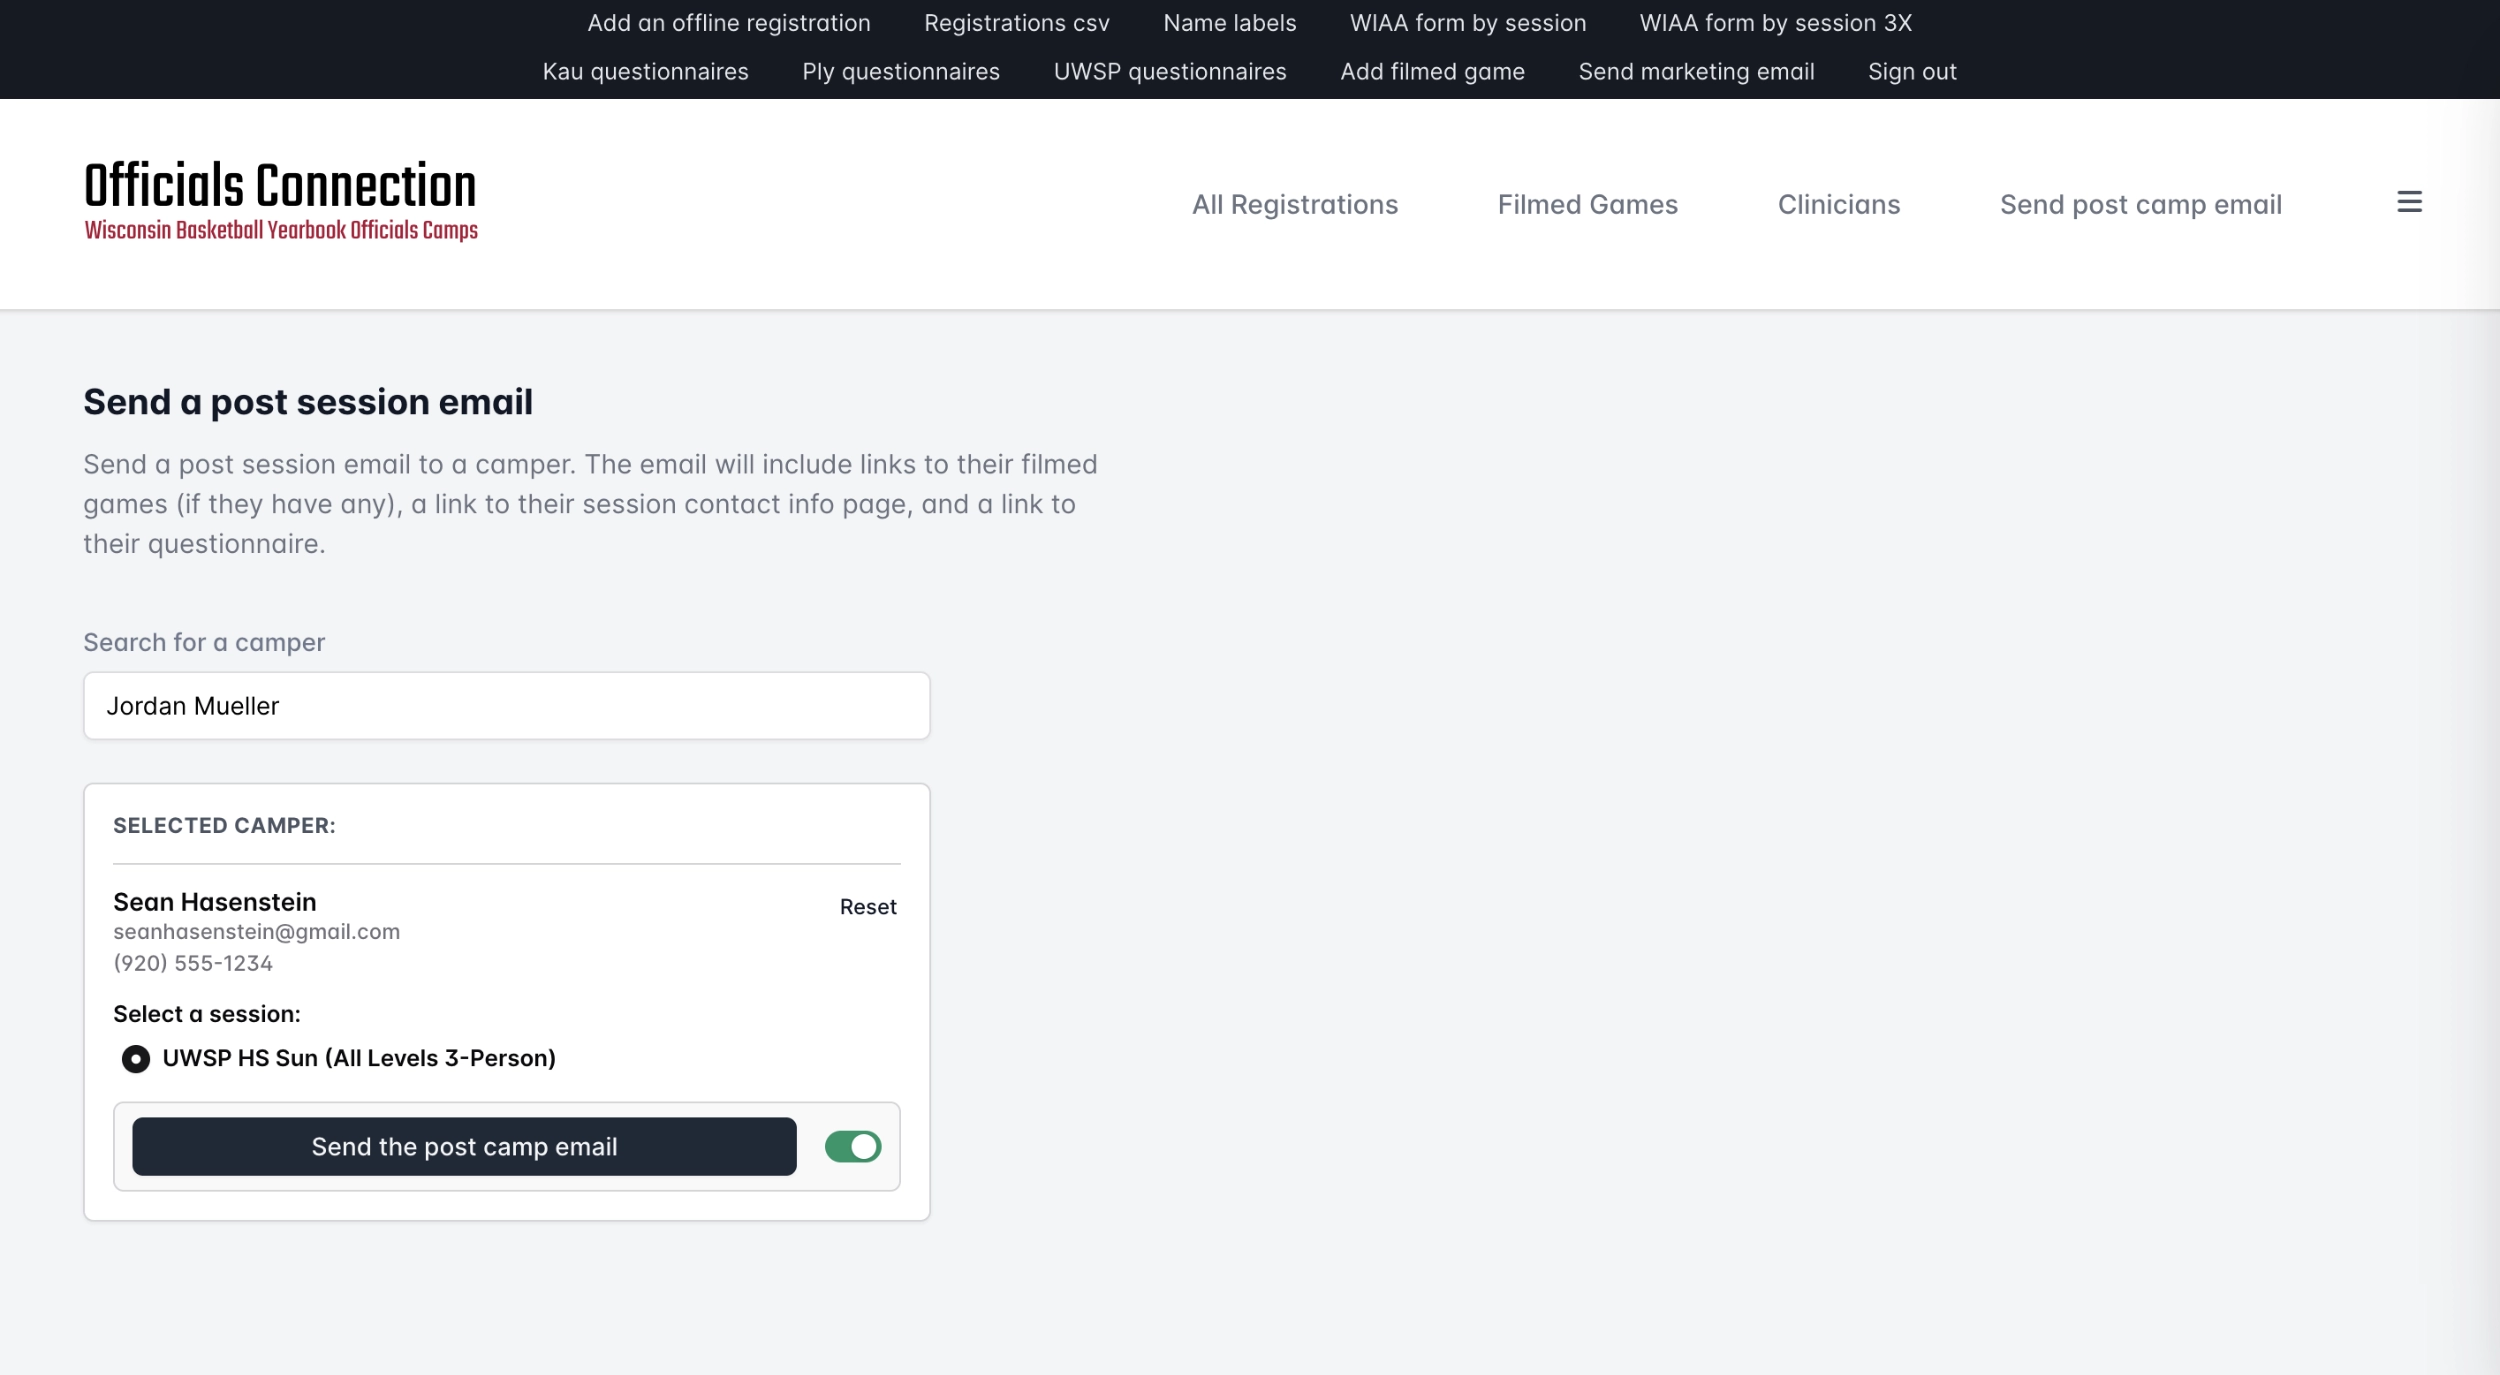 Add an offline registration Registrations csv Name labels WIAA form by session WIAA form by session 3X
Kau questionnaires Ply questionnaires UWSP questionnaires Add filmed game Send marketing email Sign out
Officials Connection
Wisconsin Basketball Yearbook Officials Camps
All Registrations Filmed Games Clinicians Send post camp email
Send a post session email
Send a post session email to a camper. The email will include links to their filmed
games (if they have any), a link to their session contact info page, and a link to
their questionnaire.
Search for a camper
Jordan Mueller
SELECTED CAMPER:
Sean Hasenstein
Reset
seanhasenstein@gmail.com
(920) 555-1234
Select a session:
UWSP HS Sun (All Levels 3-Person)
Send the post camp email